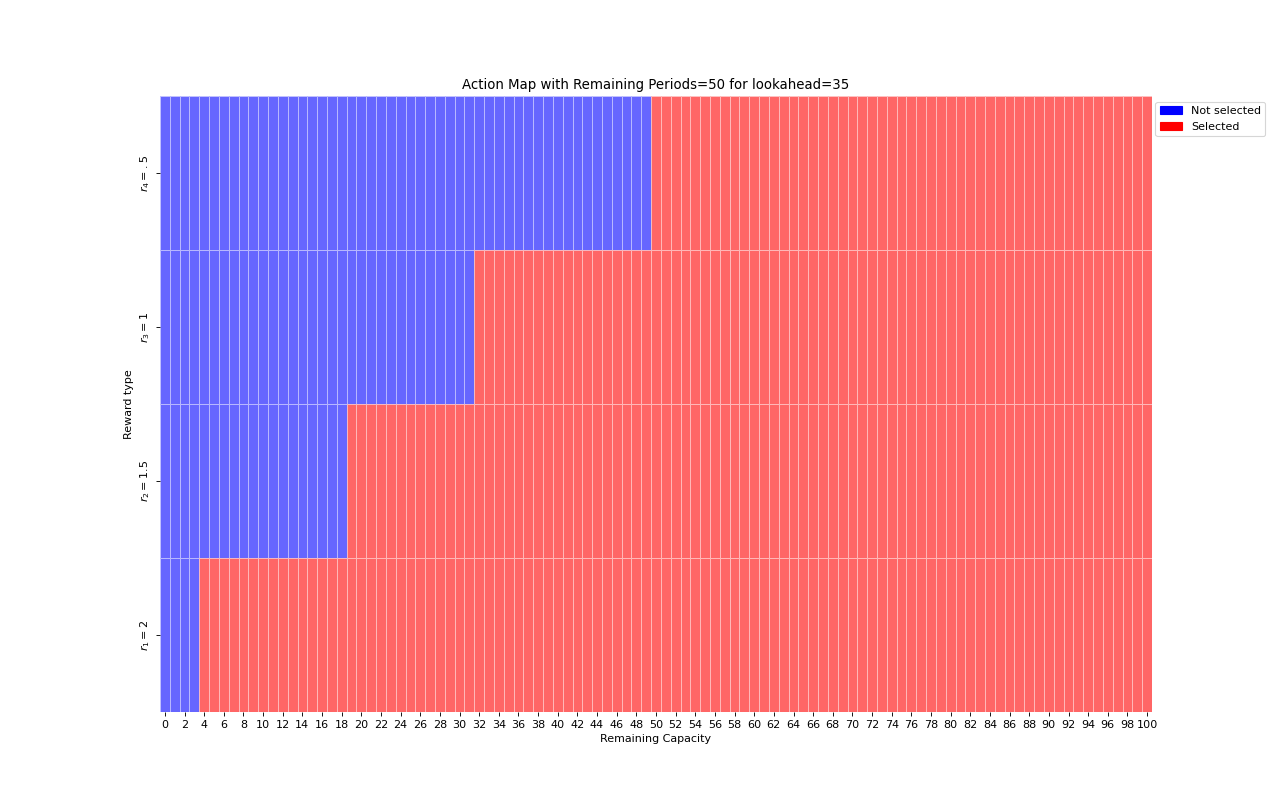 Action Map with Remaining Periods=50 for lookahead=35
Not selected
Selected
r₄ = .5
r₃ = 1
r₂ = 1.5
r₁ = 2
Reward type
0 2 4 6 8 10 12 14 16 18 20 22 24 26 28 30 32 34 36 38 40 42 44 46 48 50 52 54 56 58 60 62 64 66 68 70 72 74 76 78 80 82 84 86 88 90 92 94 96 98 100
Remaining Capacity